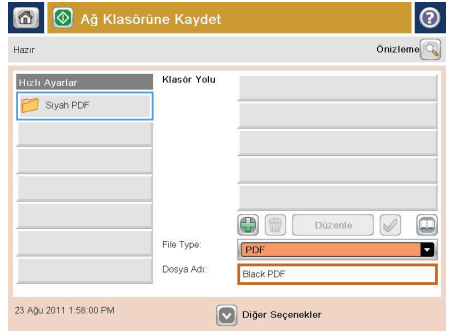 Ağ Klasörüne Kaydet
Hazır
Önizleme
Hızlı Ayarlar
Klasör Yolu
Siyah PDF
Düzenle
File Type:
PDF
Dosya Adı:
Black PDF
23 Ağu 2011 1:58:00 PM
Diğer Seçenekler